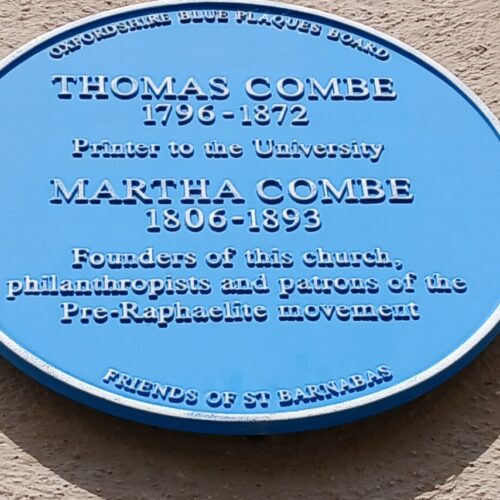 OXFORDSHIRE BLUE PLAQUES BOARD
THOMAS COMBE
1796-1872
Printer to the University
MARTHA COMBE
1806-1893
Founders of this church,
philanthropists and patrons of the
Pre-Raphaelite movement
FRIENDS OF ST BARNABAS